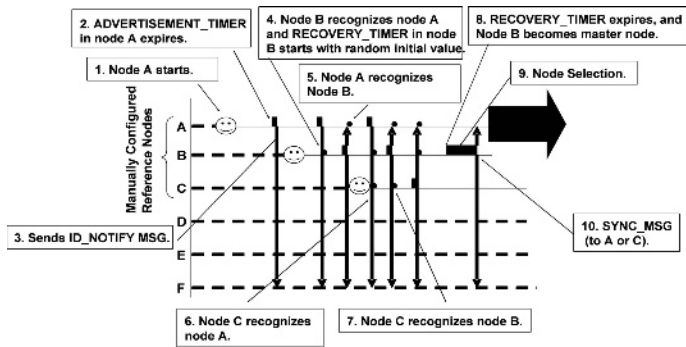 2. ADVERTISEMENT_TIMER
in node A expires.
4. Node B recognizes node A
and RECOVERY_TIMER in node
B starts with random initial value.
8. RECOVERY_TIMER expires, and
Node B becomes master node.
1. Node A starts.
5. Node A recognizes
Node B.
9. Node Selection.
Manually Configured
Reference Nodes
A
B
C
D
E
F
3. Sends ID_NOTIFY MSG.
10. SYNC_MSG
(to A or C).
6. Node C recognizes
node A.
7. Node C recognizes node B.